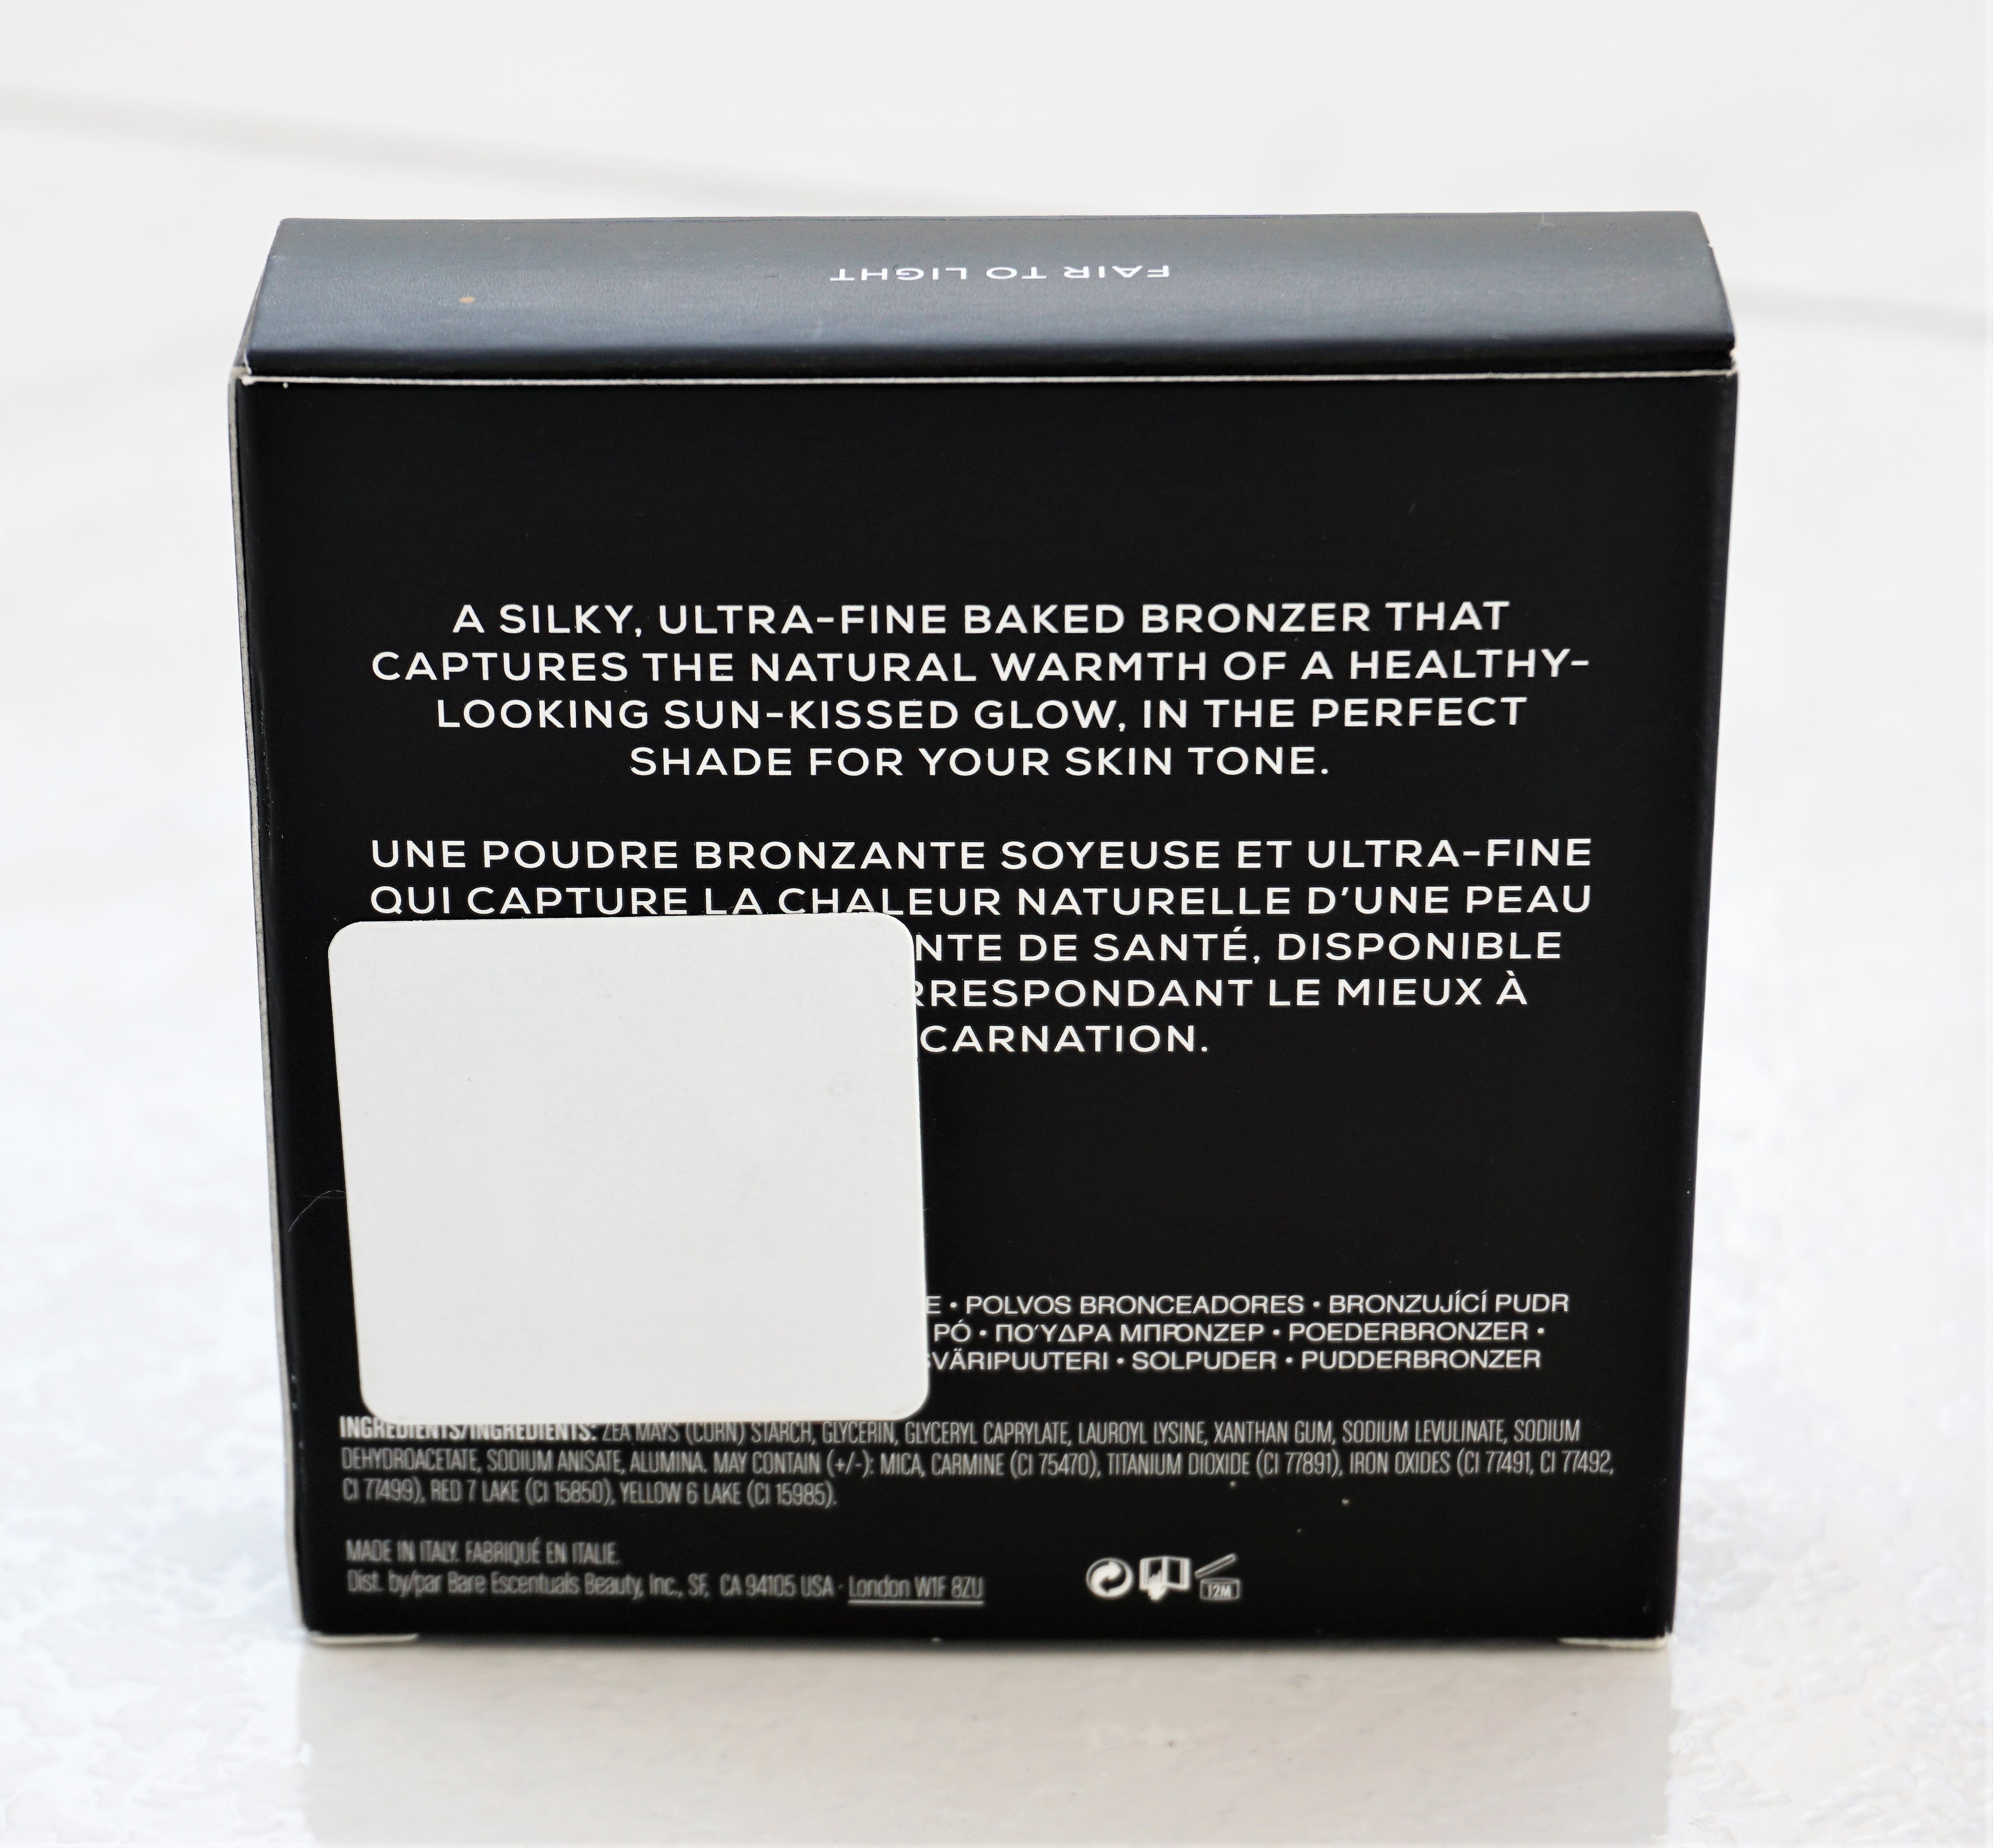 FAIR TO LIGHT
A SILKY, ULTRA-FINE BAKED BRONZER THAT
CAPTURES THE NATURAL WARMTH OF A HEALTHY-
LOOKING SUN-KISSED GLOW, IN THE PERFECT
SHADE FOR YOUR SKIN TONE.
UNE POUDRE BRONZANTE SOYEUSE ET ULTRA-FINE
QUI CAPTURE LA CHALEUR NATURELLE D'UNE PEAU
DE SANTÉ, DISPONIBLE
LE MIEUX À
CARNATION.
• POLVOS BRONCEADORES • BRONZUJÍCÍ PUDR
PÓ • ΠΟΎΔΡΑ ΜΠΡΟΝΖΕΡ • POEDERBRONZER •
• SOLPUDER • PUDDERBRONZER
INGREDIENTS/INGRÉDIENTS: ZEA MAYS (CORN) STARCH, GLYCERIN, GLYCERYL CAPRYLATE, LAUROYL LYSINE, XANTHAN GUM, SODIUM LEVULINATE, SODIUM
DEHYDROACETATE, SODIUM ANISATE, ALUMINA. MAY CONTAIN (+/-): MICA, CARMINE (CI 75470), TITANIUM DIOXIDE (CI 77891), IRON OXIDES (CI 77491, CI 77492,
CI 77499), RED 7 LAKE (CI 15850), YELLOW 6 LAKE (CI 15985).
MADE IN ITALY. FABRIQUÉ EN ITALIE.
Dist. by/par Bare Escentuals Beauty, Inc., SF, CA 94105 USA · London W1F 8ZU
12M